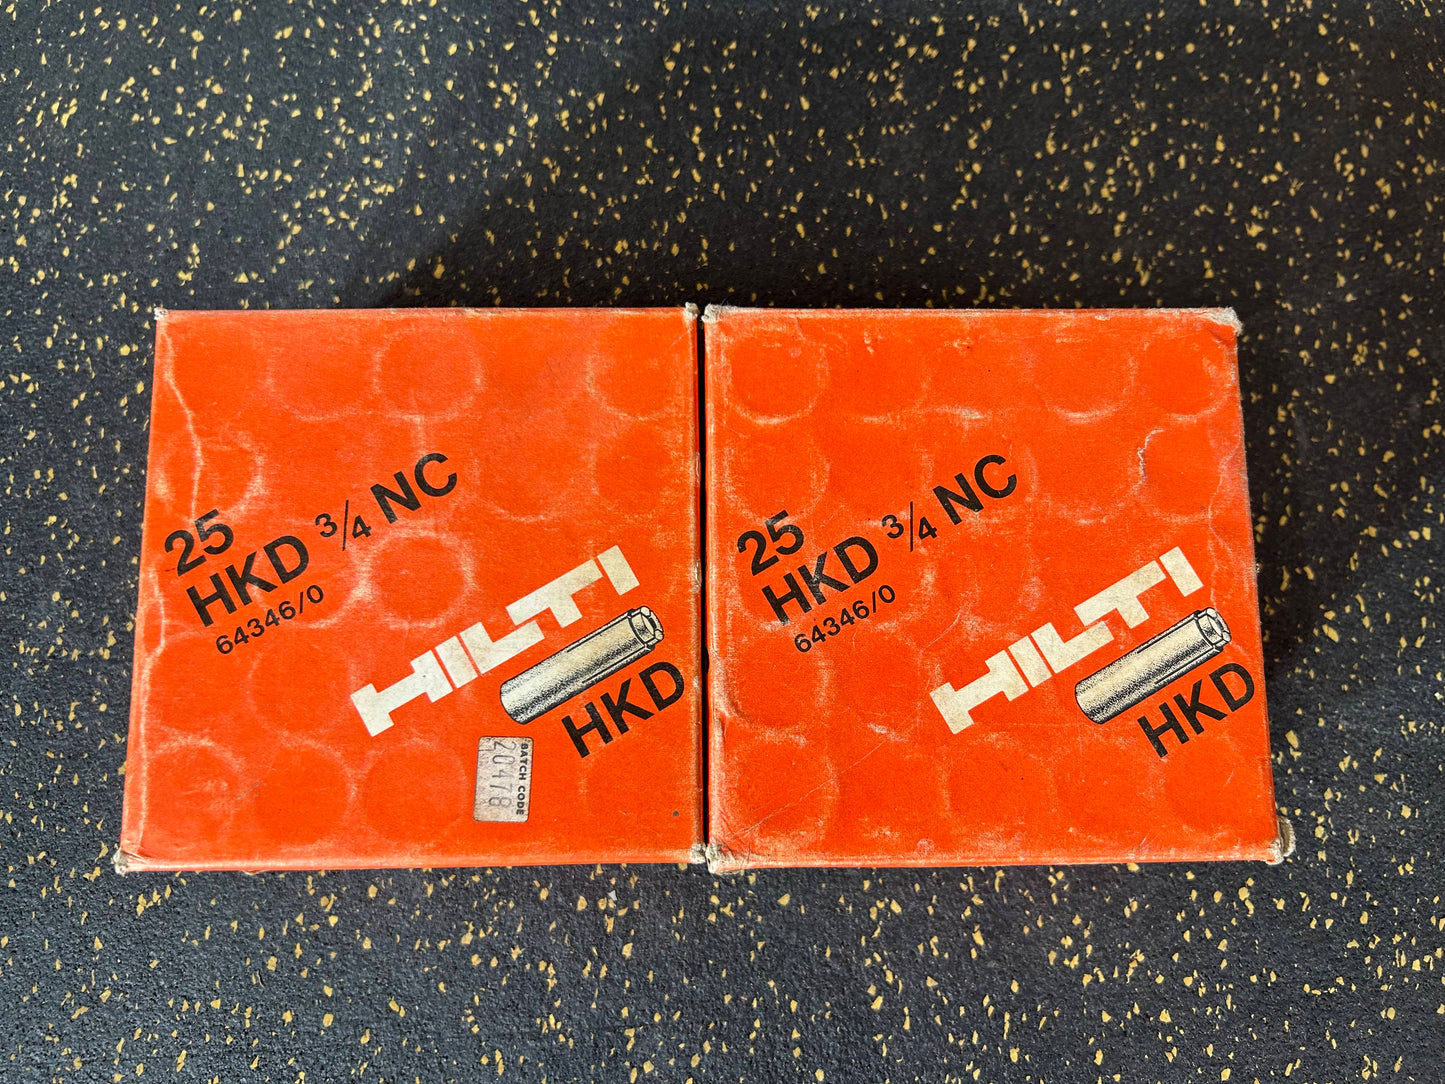 25
HKD 3/4 NC
64346/0
HILTI
HKD
BATCH CODE
20478
25
HKD 3/4 NC
64346/0
HILTI
HKD